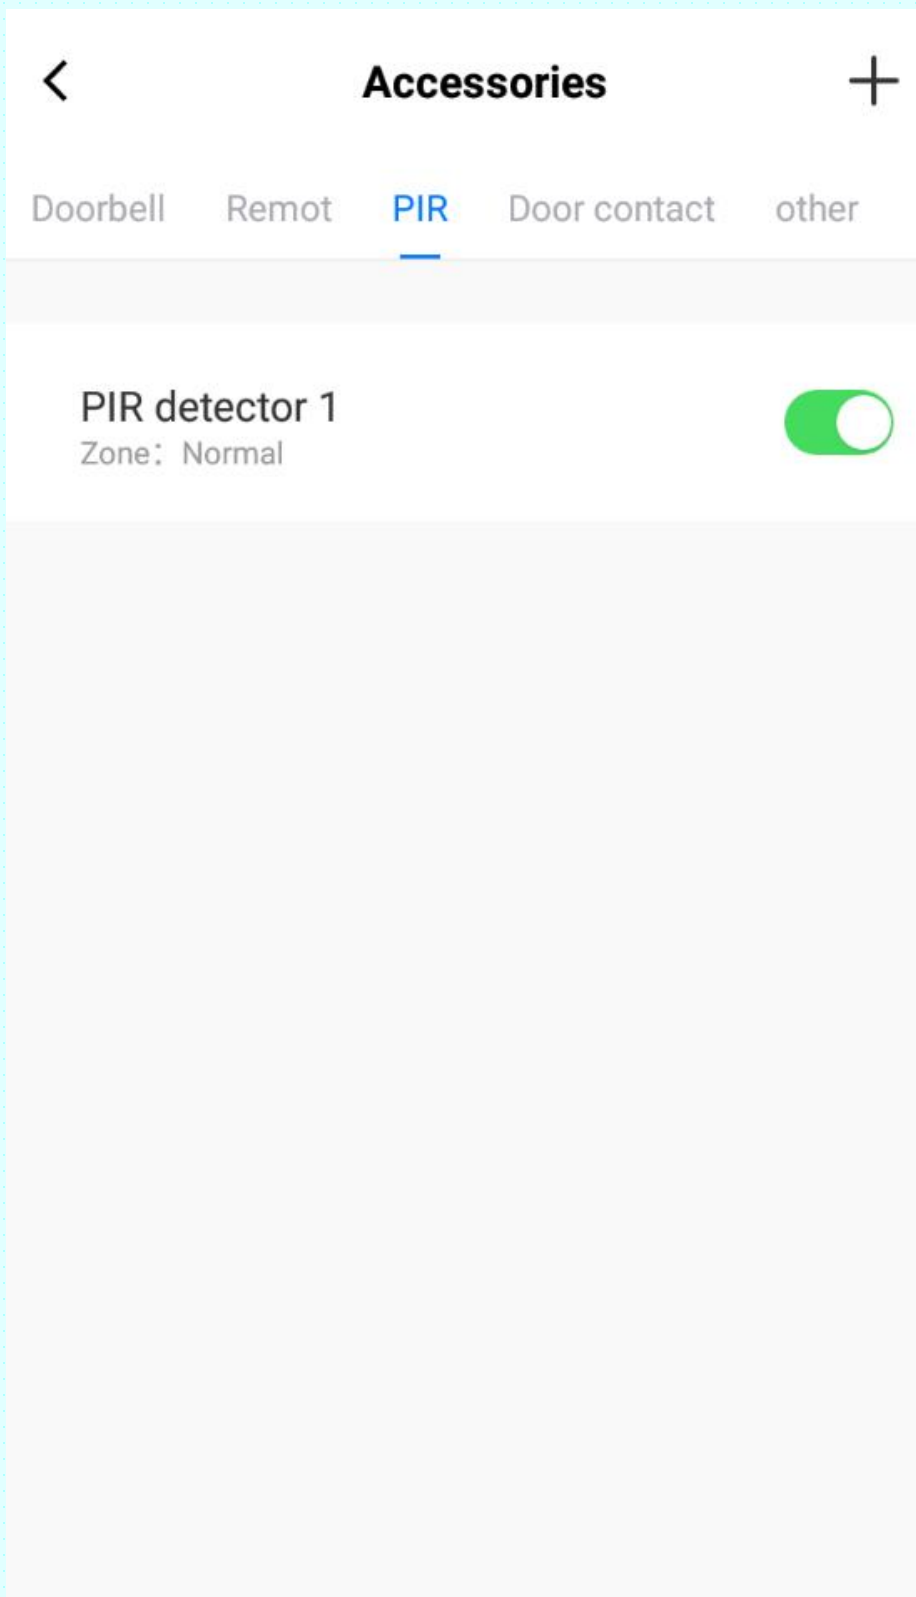 Accessories
Doorbell Remot PIR Door contact other
PIR detector 1
Zone：Normal